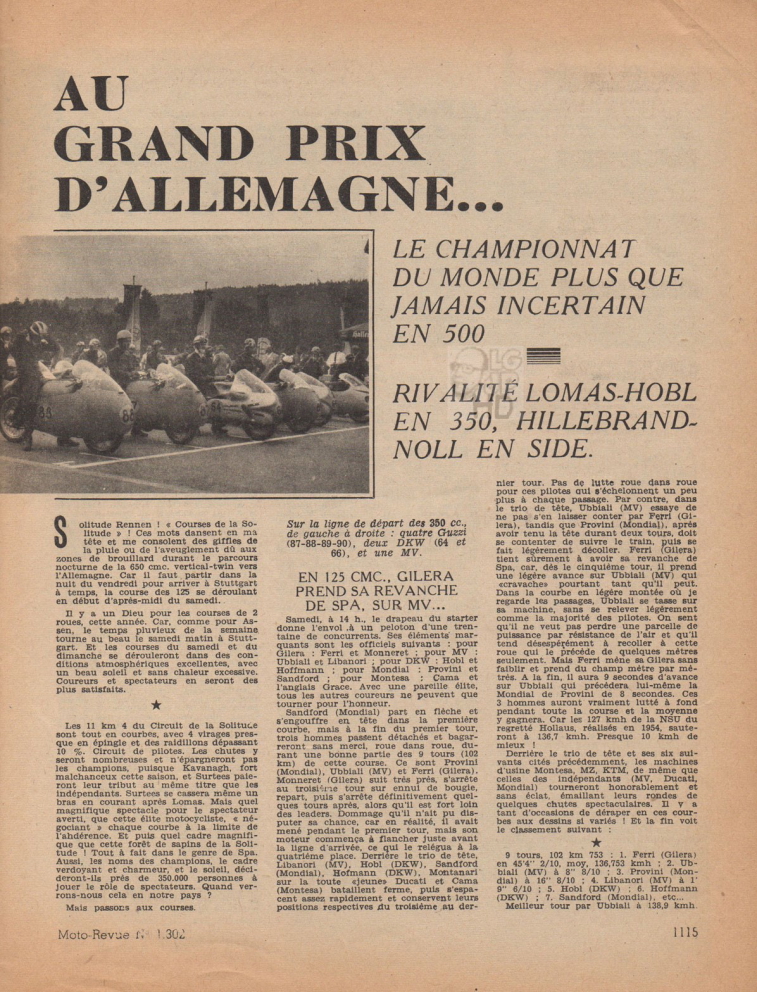 AU
GRAND PRIX
D'ALLEMAGNE...
LE CHAMPIONNAT
DU MONDE PLUS QUE
JAMAIS INCERTAIN
EN 500
RIVALITÉ LOMAS-HOBL
EN 350, HILLEBRAND-
NOLL EN SIDE.
Solitude Rennen ! « Courses de la So-
litude » ! Ces mots dansent en ma
tête et me consolent des giffles de
la pluie ou de l'aveuglement dû aux
zones de brouillard durant le parcours
nocturne de la 650 cmc. vertical-twin vers
l'Allemagne. Car il faut partir dans la
nuit du vendredi pour arriver à Stuttgart
à temps, la course des 125 se déroulant
en début d'après-midi du samedi.
Il y a un Dieu pour les courses de 2
roues, cette année. Car, comme pour As-
sen, le temps pluvieux de la semaine
tourne au beau le samedi matin à Stutt-
gart. Et les courses du samedi et du
dimanche se dérouleront dans des con-
ditions atmosphériques excellentes, avec
un beau soleil et sans chaleur excessive.
Coureurs et spectateurs en seront des
plus satisfaits.
★
Les 11 km 4 du Circuit de la Solitude
sont tout en courbes, avec 4 virages pres-
que en épingle et des raidillons dépassant
10 %. Circuit de pilotes. Les chutes y
seront nombreuses et n'épargneront pas
les champions, puisque Kavanagh, fort
malchanceux cette saison, et Surtees paie-
ront leur tribut au même titre que les
indépendants. Surtees se cassera même un
bras en courant après Lomas. Mais quel
magnifique spectacle pour le spectateur
averti, que cette élite motocycliste, « né-
gociant » chaque courbe à la limite de
l'ahdérence. Et puis quel cadre magnifi-
que que cette forêt de sapins de la Soli-
tude ! Tout à fait dans le genre de Spa.
Aussi, les noms des champions, le cadre
verdoyant et charmeur, et le soleil, déci-
deront-ils près de 350.000 personnes à
jouer le rôle de spectateurs. Quand ver-
rons-nous cela en notre pays ?
Mais passons aux courses.
Sur la ligne de départ des 350 cc.,
de gauche à droite : quatre Guzzi
(87-88-89-90), deux DKW (64 et
66), et une MV.
EN 125 CMC., GILERA
PREND SA REVANCHE
DE SPA, SUR MV...
Samedi, à 14 h., le drapeau du starter
donne l'envol à un peloton d'une tren-
taine de concurrents. Ses éléments mar-
quants sont les officiels suivants : pour
Gilera : Ferri et Monneret ; pour MV :
Ubbiali et Libanori ; pour DKW : Hobl et
Hoffmann ; pour Mondial : Provini et
Sandford ; pour Montesa : Cama et
l'anglais Grace. Avec une pareille élite,
tous les autres coureurs ne peuvent que
tourner pour l'honneur.
Sandford (Mondial) part en flèche et
s'engouffre en tête dans la première
courbe, mais à la fin du premier tour,
trois hommes passent détachés et bagar-
reront sans merci, roue dans roue, du-
rant une bonne partie des 9 tours (102
km) de cette course. Ce sont Provini
(Mondial), Ubbiali (MV) et Ferri (Gilera).
Monneret (Gilera) suit très près, s'arrête
au troisième tour sur ennui de bougie,
repart, puis s'arrête définitivement quel-
ques tours après, alors qu'il est fort loin
des leaders. Dommage qu'il n'ait pu dis-
puter sa chance, car en réalité, il avait
mené pendant le premier tour, mais son
moteur commença à flancher juste avant
la ligne d'arrivée, ce qui le relégua à la
quatrième place. Derrière le trio de tête,
Libanori (MV), Hobl (DKW), Sandford
(Mondial), Hofmann (DKW), Montanari
sur la toute «jeune» Ducati et Cama
(Montesa) bataillent ferme, puis s'espa-
cent assez rapidement et conservent leurs
positions respectives du troisième au der-
nier tour. Pas de lutte roue dans roue
pour ces pilotes qui s'échelonnent un peu
plus à chaque passage. Par contre, dans
le trio de tête, Ubbiali (MV) essaye de
ne pas s'en laisser conter par Ferri (Gi-
lera), tandis que Provini (Mondial), après
avoir tenu la tête durant deux tours, doit
se contenter de suivre le train, puis se
fait légèrement décoller. Ferri (Gilera)
tient sûrement à avoir sa revanche de
Spa, car, dès le cinquième tour, il prend
une légère avance sur Ubbiali (MV) qui
«cravache» pourtant tant qu'il peut.
Dans la courbe en légère montée où je
regarde les passages, Ubbiali se tasse sur
sa machine, sans se relever légèrement
comme la majorité des pilotes. On sent
qu'il ne veut pas perdre une parcelle de
puissance par résistance de l'air et qu'il
tend désespérément à recoller à cette
roue qui le précède de quelques mètres
seulement. Mais Ferri mène sa Gilera sans
faiblir et prend du champ mètre par mè-
tre. A la fin, il aura 9 secondes d'avance
sur Ubbiali qui précédera lui-même la
Mondial de Provini de 8 secondes. Ces
3 hommes auront vraiment lutté à fond
pendant toute la course et la moyenne
y gagnera. Car les 127 kmh de la NSU du
regretté Hollaus, réalisés en 1954, saute-
ront à 136,7 kmh. Presque 10 kmh de
mieux !
Derrière le trio de tête et ses six sui-
vants cités précédemment, les machines
d'usine Montesa, MZ, KTM, de même que
celles des indépendants (MV, Ducati,
Mondial) tourneront honorablement et
sans éclat, émaillant leurs rondes de
quelques chutes spectaculaires. Il y a
tant d'occasions de déraper en ces cour-
bes aux dessins si variés ! Et la fin voit
le classement suivant :
★
9 tours, 102 km 753 : 1. Ferri (Gilera)
en 45'4" 2/10, moy, 136,753 kmh ; 2. Ub-
biali (MV) à 8" 8/10 ; 3. Provini (Mon-
dial) à 16" 8/10 ; 4. Libanori (MV) à 1'
9" 6/10 ; 5. Hobl (DKW) ; 6. Hoffmann
(DKW) ; 7. Sandford (Mondial), etc...
Meilleur tour par Ubbiali à 138,9 kmh.
Moto-Revue N° 1.302
1115